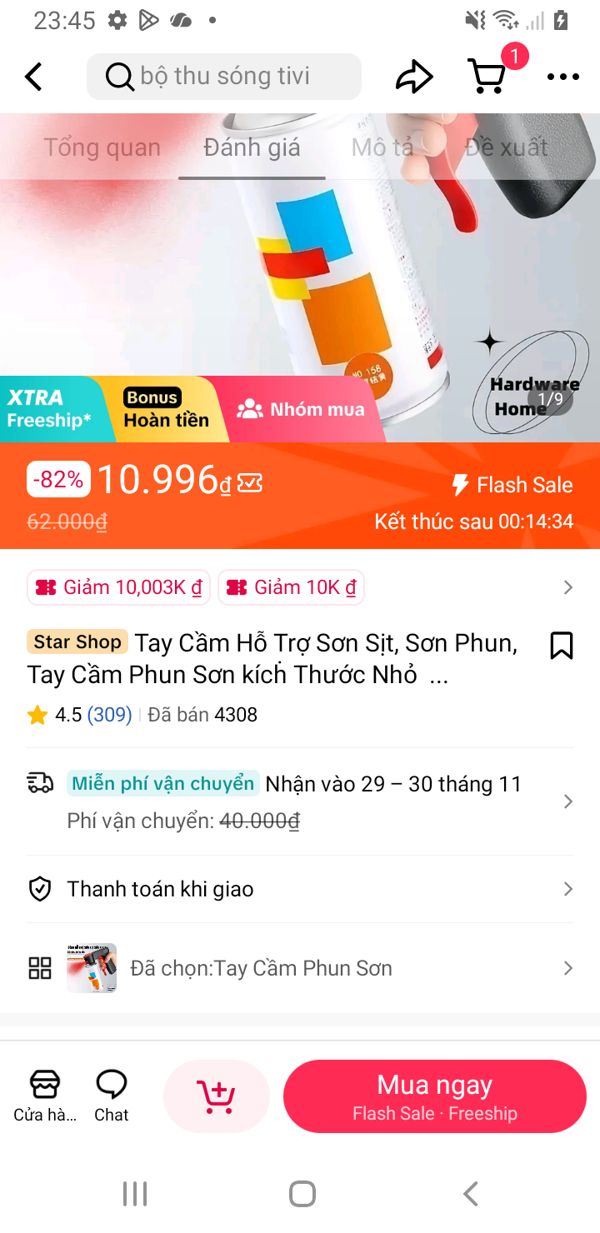 23:45
bộ thu sóng tivi
1
Tổng quan Đánh giá Mô tả Đề xuất
NO 158
XTRA
Freeship*
Bonus
Hoàn tiền
Nhóm mua
Hardware
Home
1/9
-82% 10.996₫
Flash Sale
62.000₫
Kết thúc sau 00:14:34
Giảm 10,003K ₫ Giảm 10K ₫
Star Shop Tay Cầm Hỗ Trợ Sơn Sịt, Sơn Phun,
Tay Cầm Phun Sơn kícḣ Thước Nhỏ ...
4.5 (309) Đã bán 4308
Miễn phí vận chuyển Nhận vào 29 – 30 tháng 11
Phí vận chuyển: 40.000₫
Thanh toán khi giao
Đã chọn:Tay Cầm Phun Sơn
Cửa hà... Chat
Mua ngay
Flash Sale · Freeship